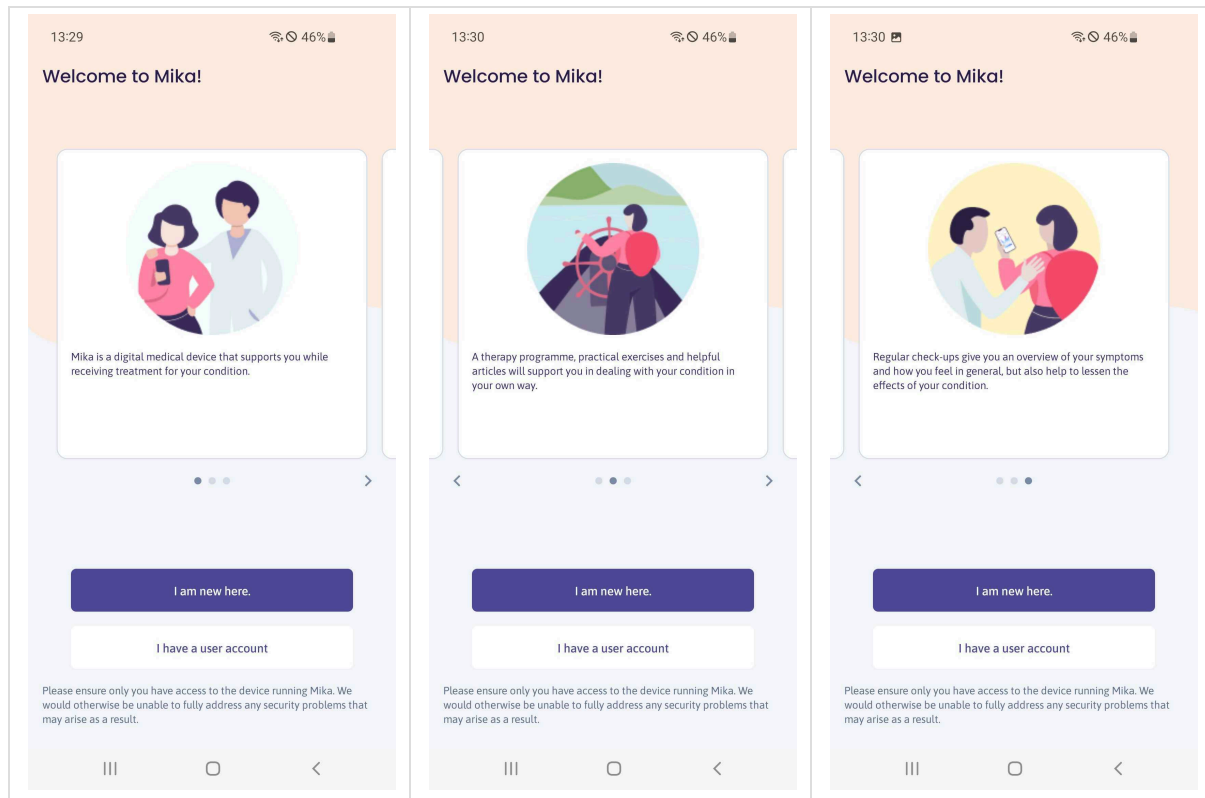 13:29
46%
Welcome to Mika!
Mika is a digital medical device that supports you while
receiving treatment for your condition.
I am new here.
I have a user account
Please ensure only you have access to the device running Mika. We
would otherwise be unable to fully address any security problems that
may arise as a result.
13:30
46%
Welcome to Mika!
A therapy programme, practical exercises and helpful
articles will support you in dealing with your condition in
your own way.
I am new here.
I have a user account
Please ensure only you have access to the device running Mika. We
would otherwise be unable to fully address any security problems that
may arise as a result.
13:30
46%
Welcome to Mika!
Regular check-ups give you an overview of your symptoms
and how you feel in general, but also help to lessen the
effects of your condition.
I am new here.
I have a user account
Please ensure only you have access to the device running Mika. We
would otherwise be unable to fully address any security problems that
may arise as a result.